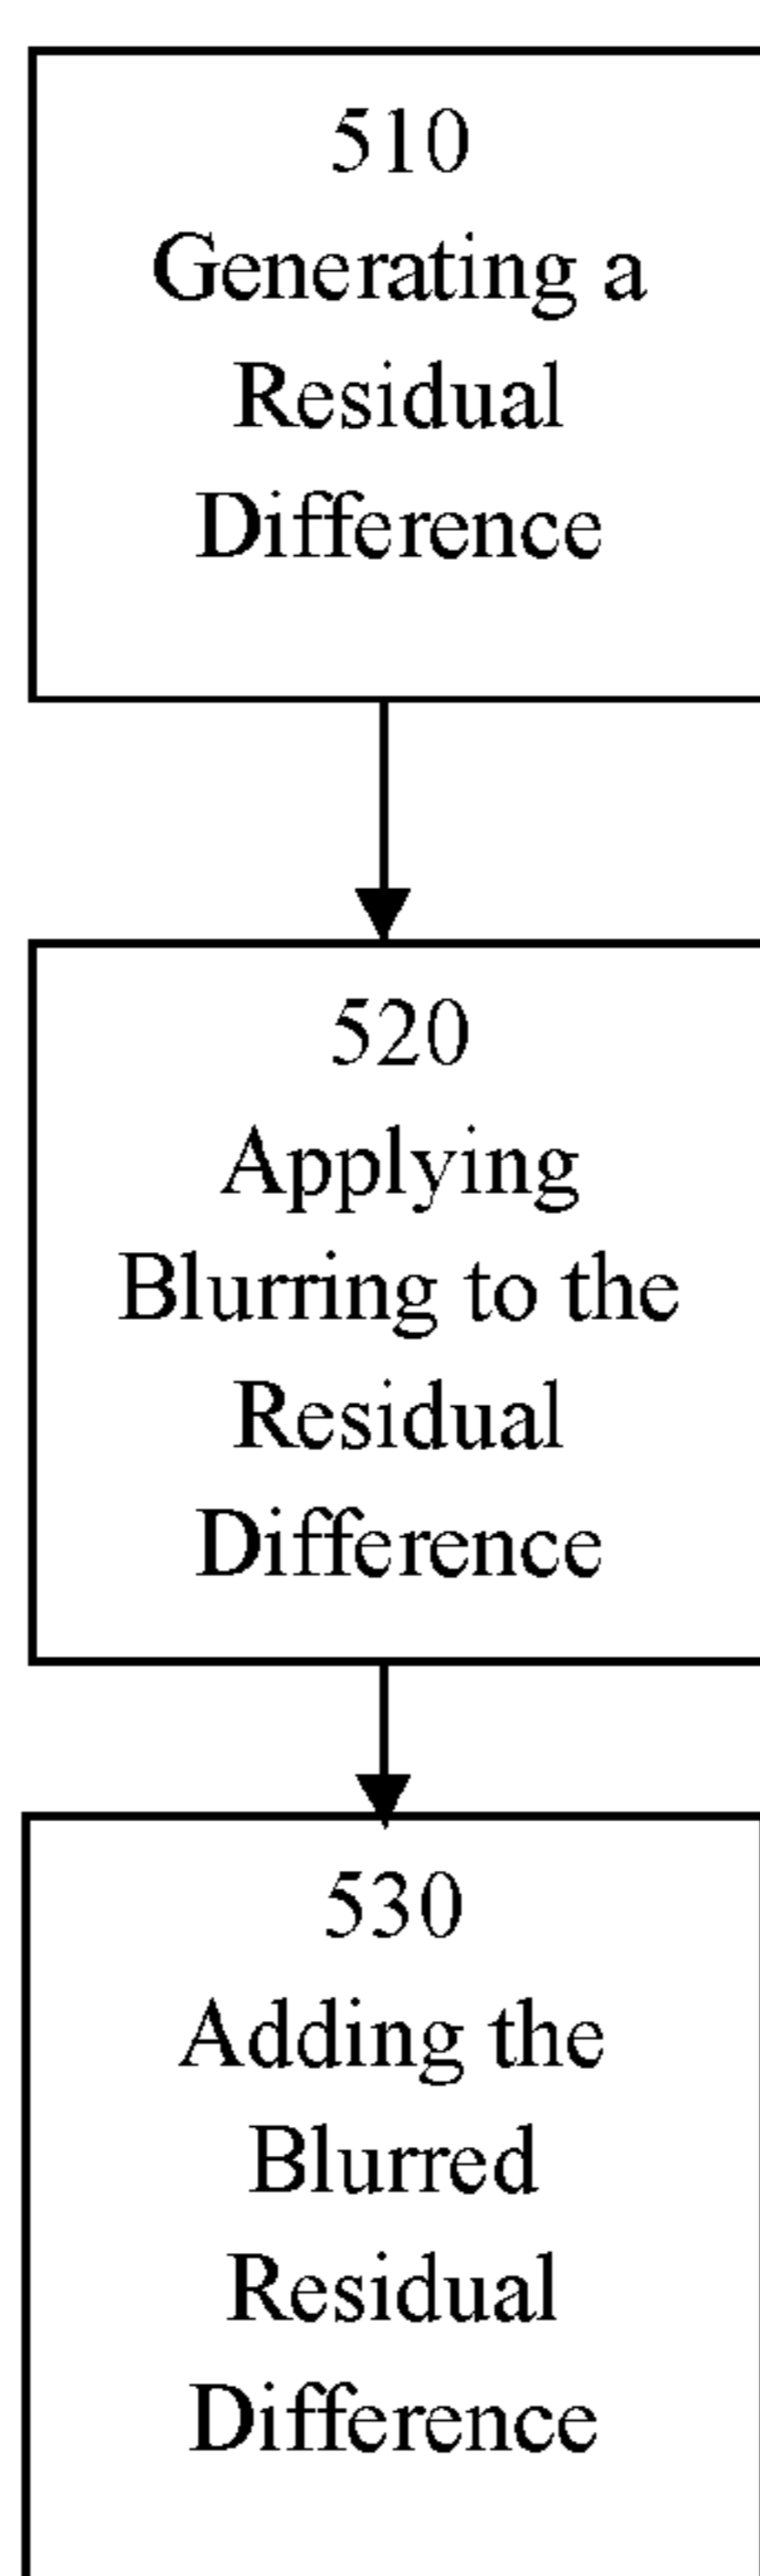 510
Generating a
Residual
Difference
520
Applying
Blurring to the
Residual
Difference
530
Adding the
Blurred
Residual
Difference